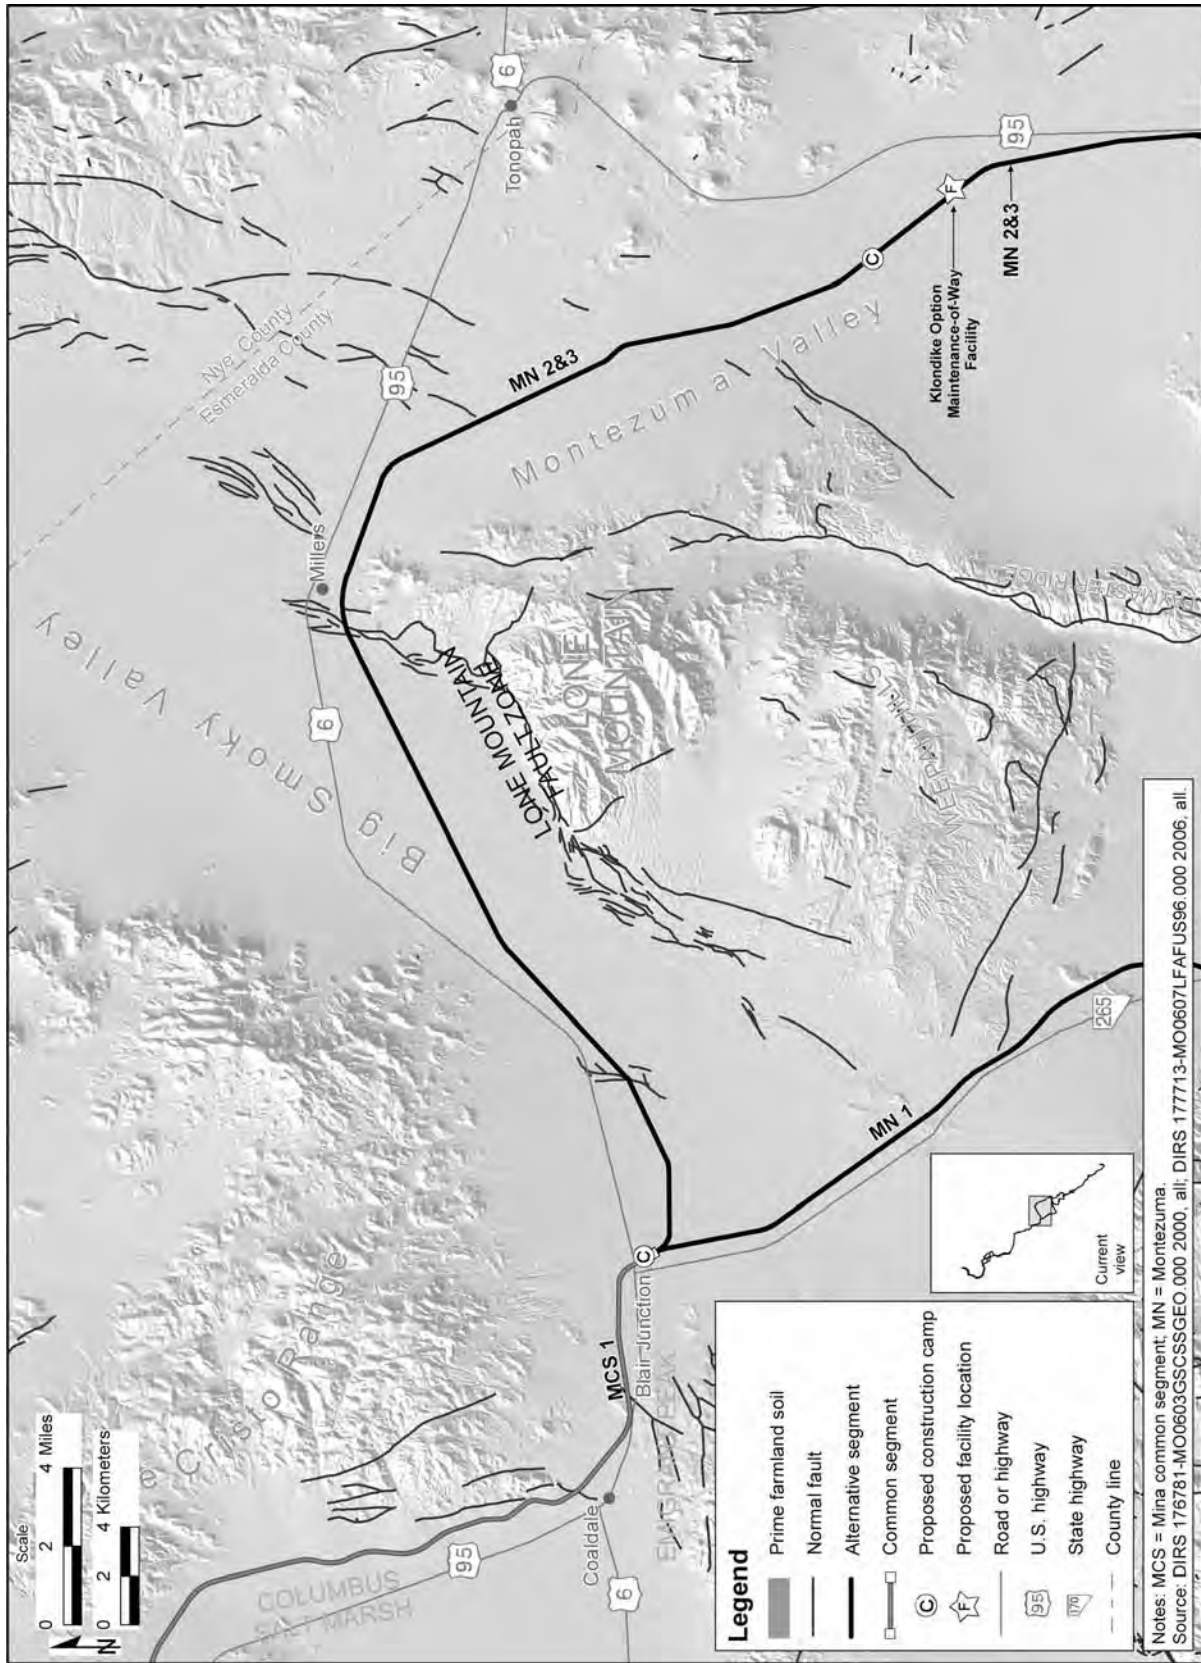 Scale
0 2 4 Miles
0 2 4 Kilometers
N
e Cristo Range
COLUMBUS
SALT MARSH
95
Coaldale
6
MCS 1
Blair Junction
C
Big Smoky Valley
6
Millers
95
Nye County
Esmeralda County
6
Tonopah
LONE MOUNTAIN
FAULT ZONE
LONE
MOUNTAIN
MN 2&3
Montezuma Valley
C
F
95
Klondike Option
Maintenance-of-Way
Facility
MN 2&3
MN 1
265
Legend
Prime farmland soil
Normal fault
Alternative segment
Common segment
C Proposed construction camp
F Proposed facility location
Road or highway
95 U.S. highway
170 State highway
County line
Current
view
Notes: MCS = Mina common segment; MN = Montezuma.
Source: DIRS 176781-MO0603GSCSSGEO.000 2000, all; DIRS 177713-MO0607LFAFUS96.000 2006, all.